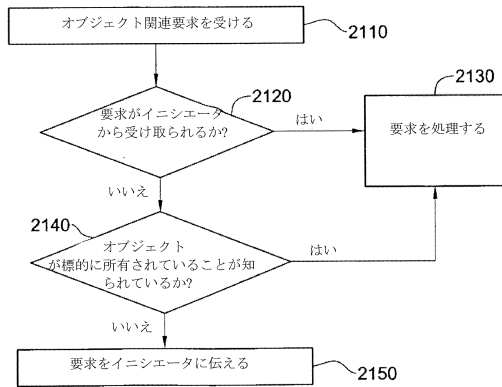 オブジェクト関連要求を受ける
2110
2120
2130
要求がイニシエータ
から受け取られるか?
はい
要求を処理する
いいえ
2140
オブジェクト
が標的に所有されていることが知
られているか?
はい
いいえ
要求をイニシエータに伝える
2150